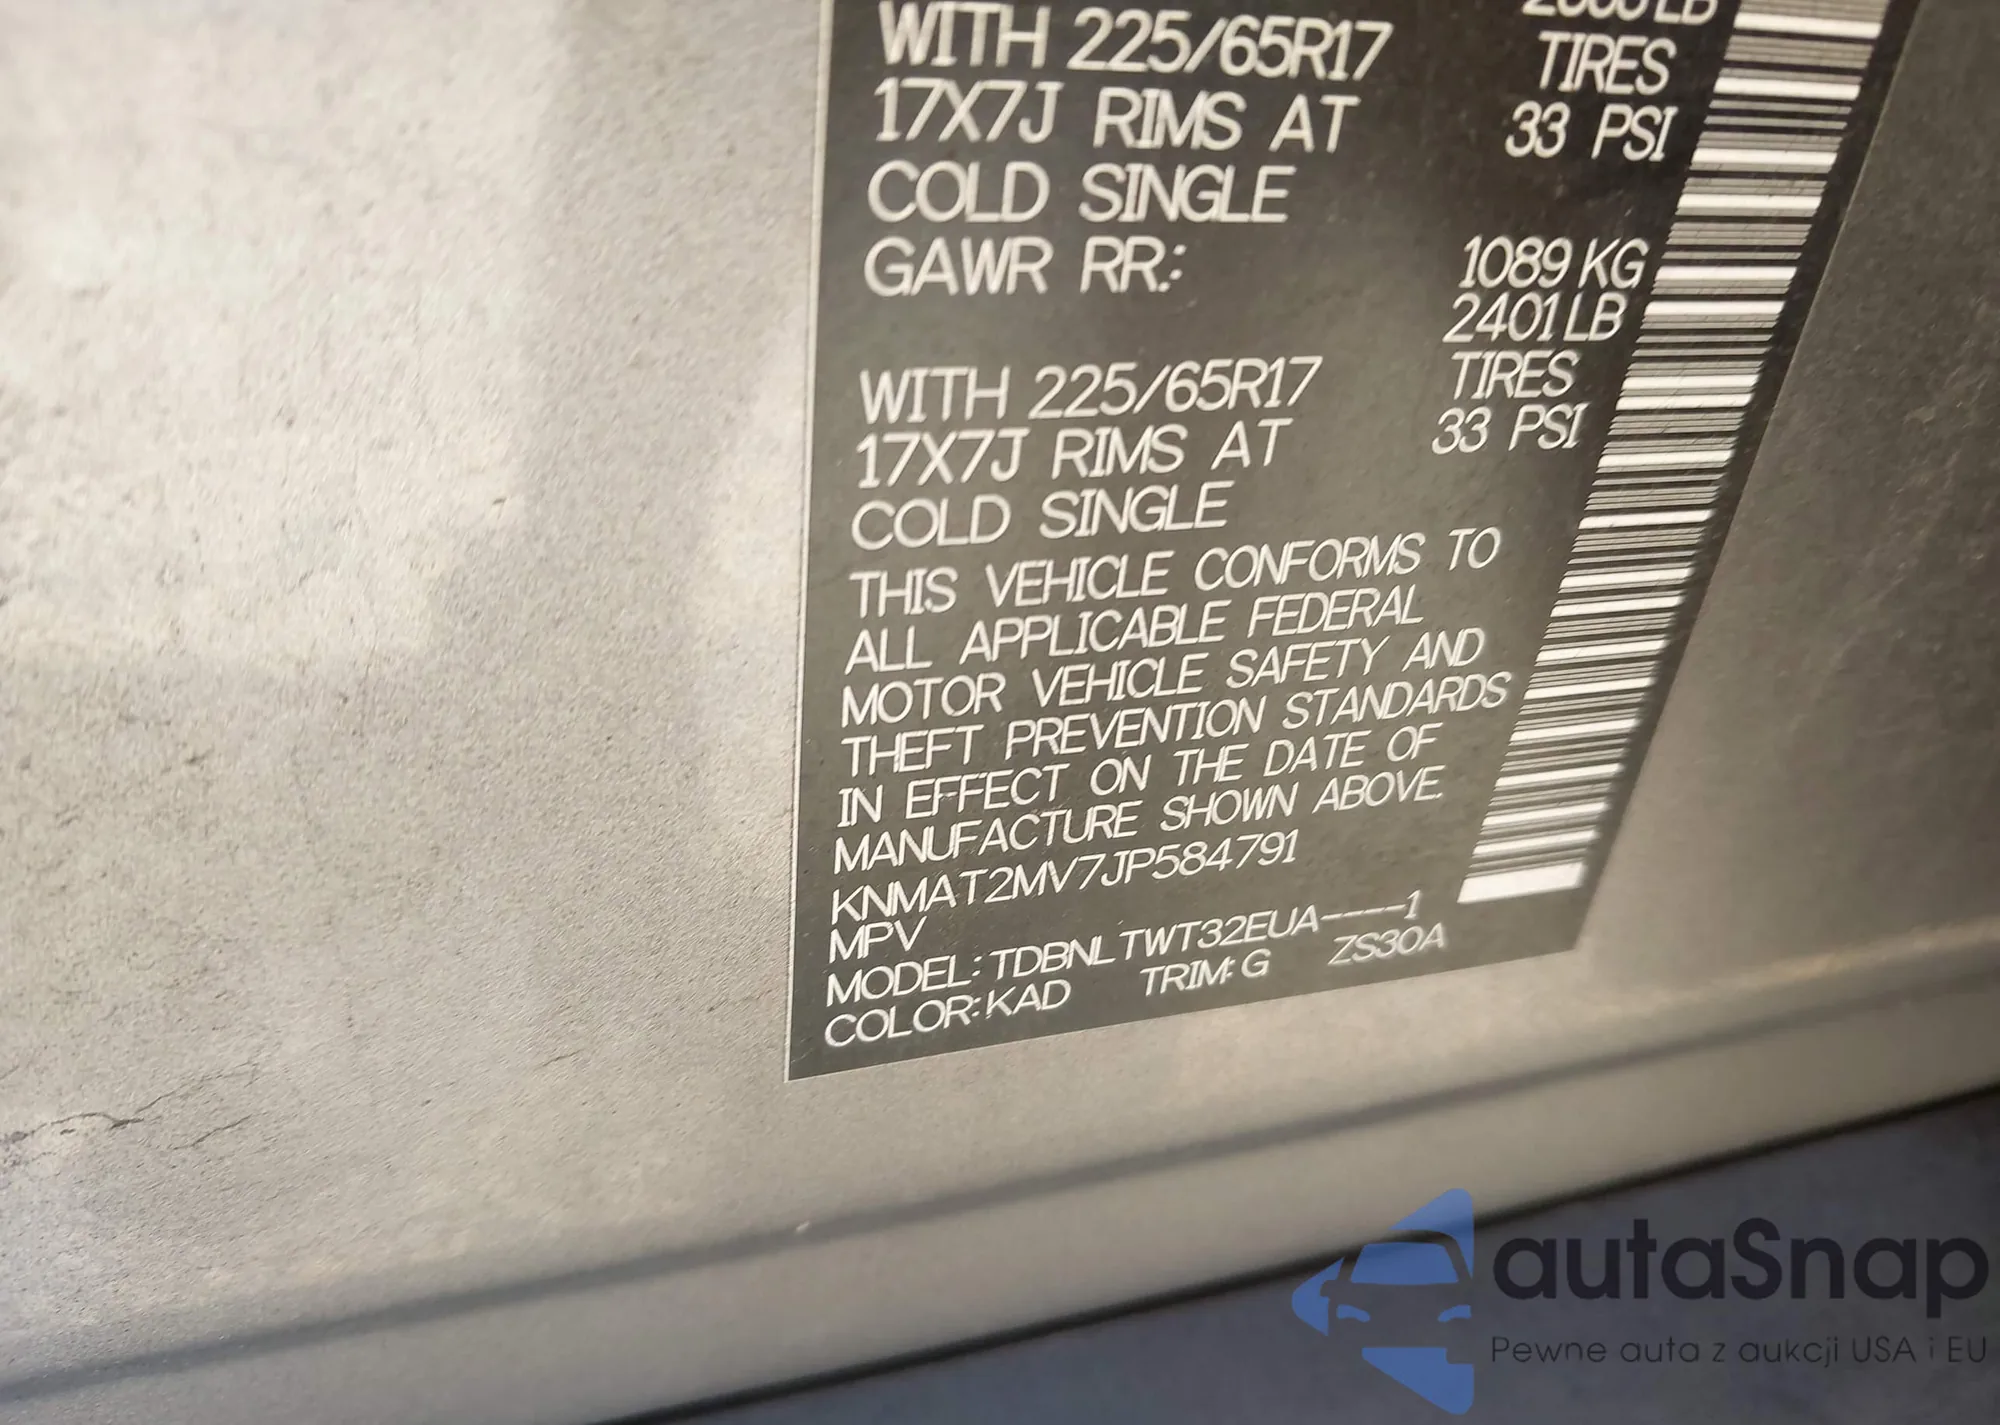 WITH 225/65R17
LB
TIRES
17X7J RIMS AT
33 PSI
COLD SINGLE
GAWR RR.:
1089 KG
2401 LB
WITH 225/65R17
TIRES
17X7J RIMS AT
33 PSI
COLD SINGLE
THIS VEHICLE CONFORMS TO
ALL APPLICABLE FEDERAL
MOTOR VEHICLE SAFETY AND
THEFT PREVENTION STANDARDS
IN EFFECT ON THE DATE OF
MANUFACTURE SHOWN ABOVE.
KNMAT2MV7JP584791
MPV
MODEL: TDBNLTWT32EUA----1
COLOR: KAD TRIM: G ZS30A
autaSnap
Pewne auta z aukcji USA i EU